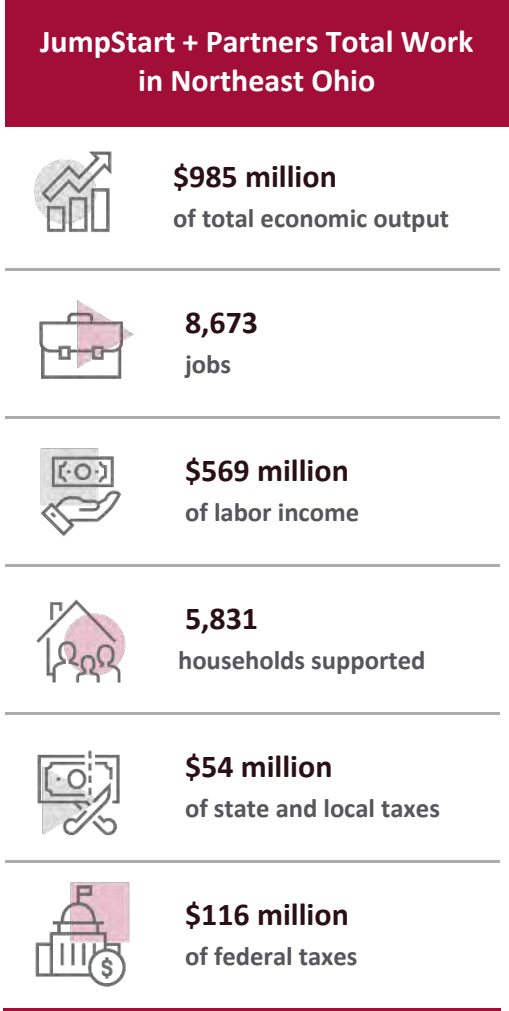 JumpStart + Partners Total Work
in Northeast Ohio
$985 million
of total economic output
8,673
jobs
$569 million
of labor income
5,831
households supported
$54 million
of state and local taxes
$116 million
of federal taxes
$